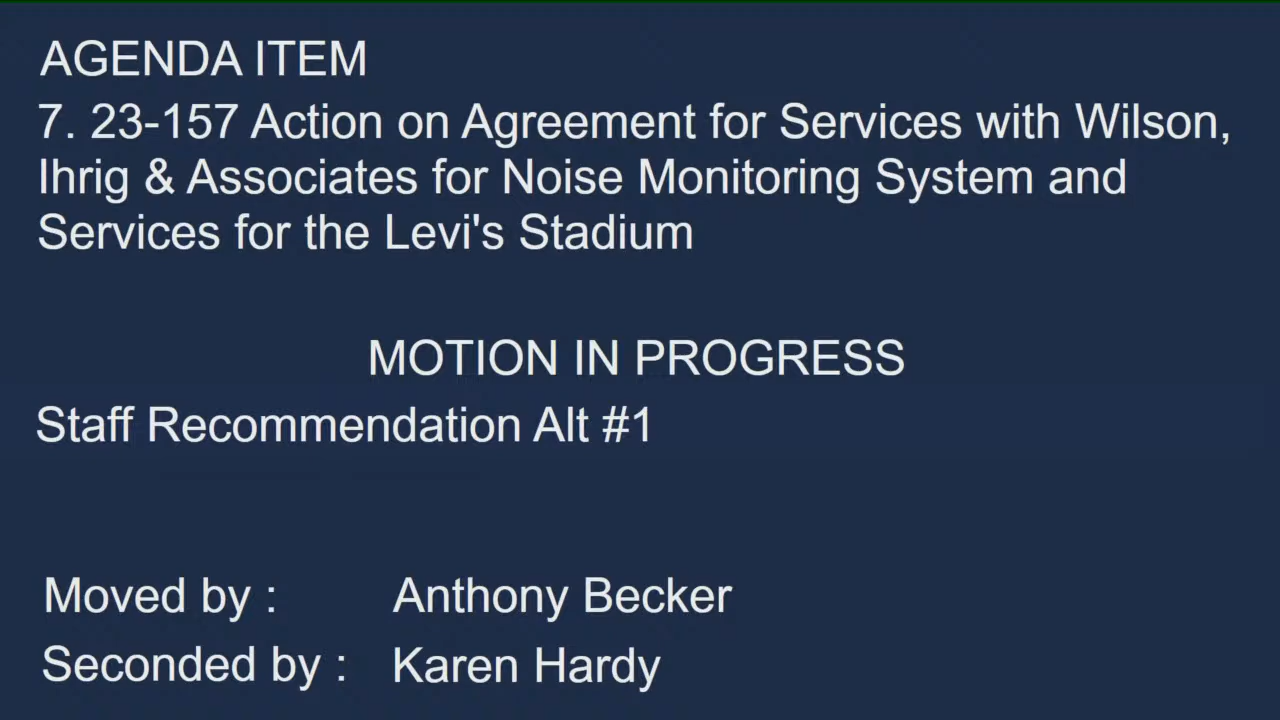 AGENDA ITEM
7. 23-157 Action on Agreement for Services with Wilson,
Ihrig & Associates for Noise Monitoring System and
Services for the Levi's Stadium
MOTION IN PROGRESS
Staff Recommendation Alt #1
Moved by : Anthony Becker
Seconded by : Karen Hardy